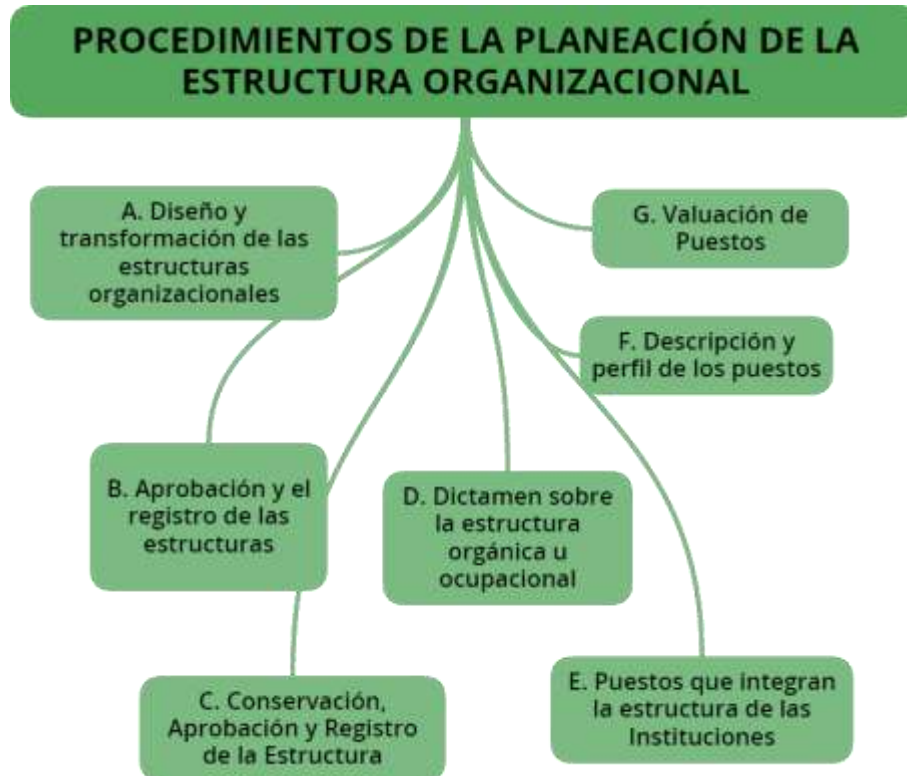 PROCEDIMIENTOS DE LA PLANEACIÓN DE LA
ESTRUCTURA ORGANIZACIONAL
A. Diseño y
transformación de las
estructuras
organizacionales
B. Aprobación y el
registro de las
estructuras
C. Conservación,
Aprobación y Registro
de la Estructura
D. Dictamen sobre
la estructura
orgánica u
ocupacional
E. Puestos que integran
la estructura de las
Instituciones
F. Descripción y
perfil de los puestos
G. Valuación de
Puestos